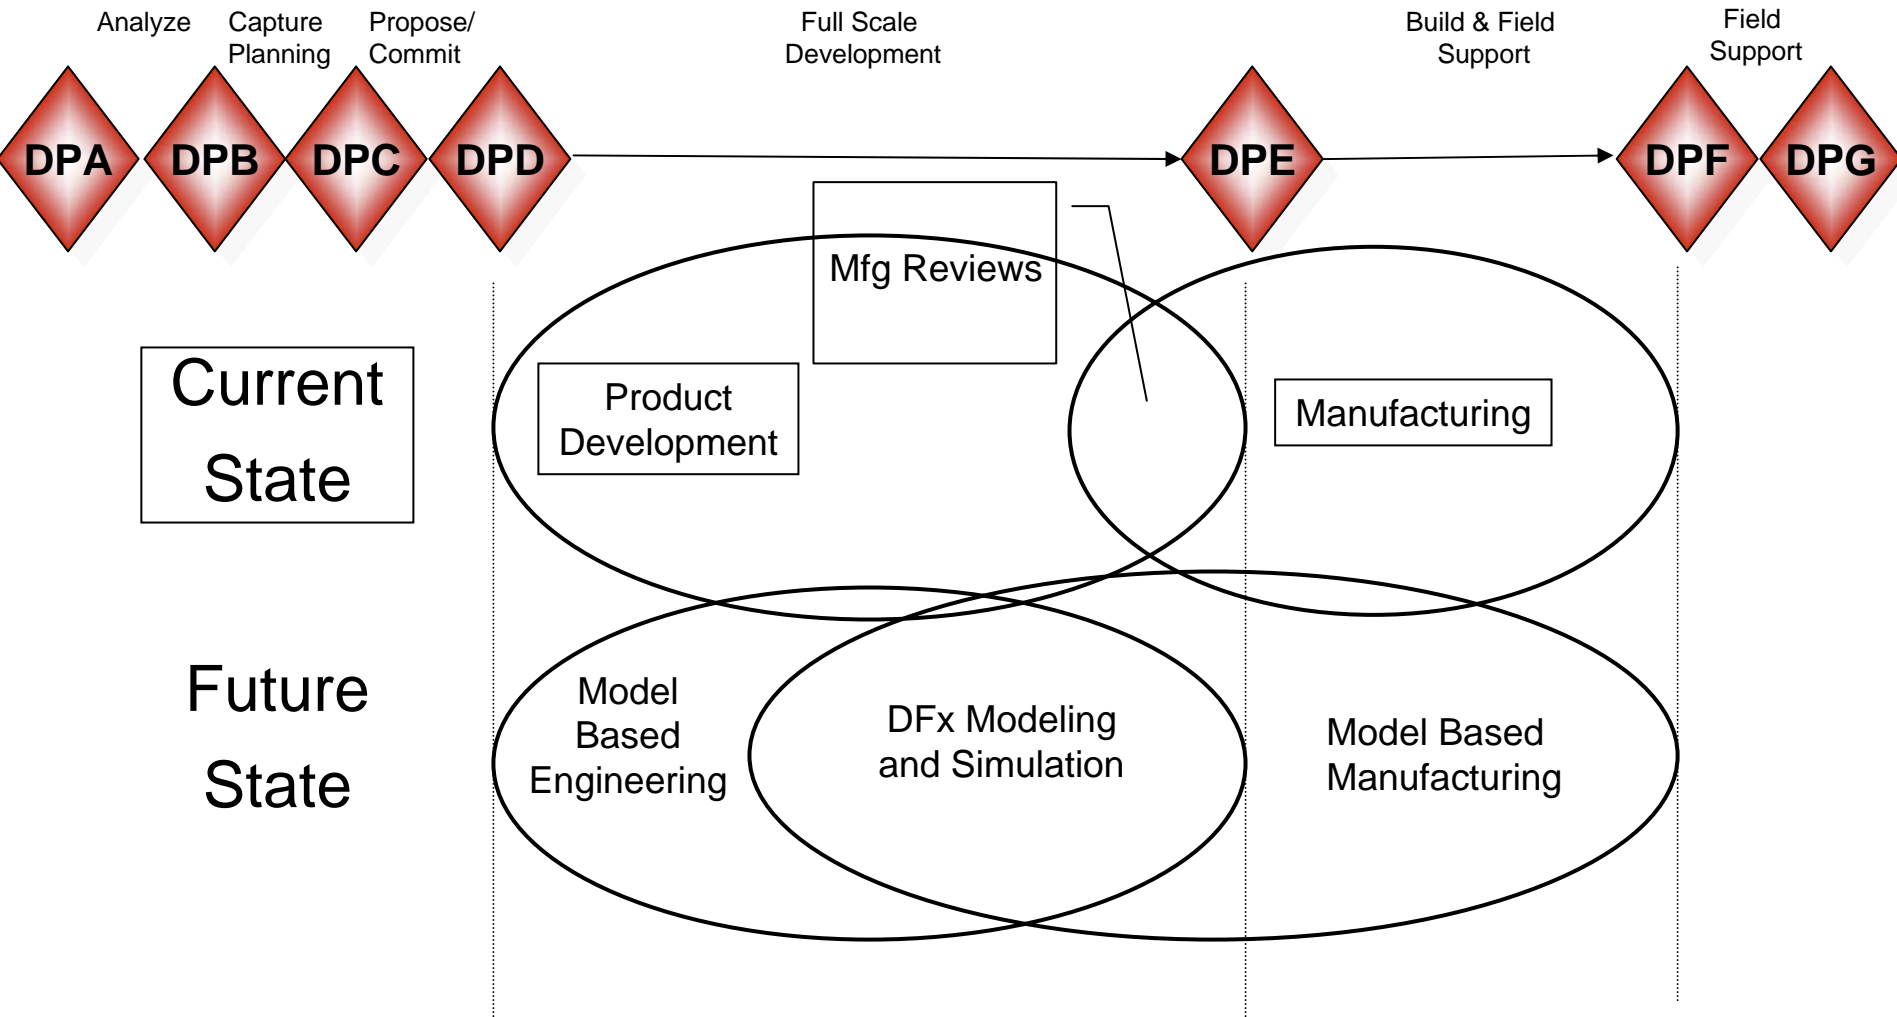 Analyze
Capture
Planning
Propose/
Commit
Full Scale
Development
Build & Field
Support
Field
Support
DPA
DPB
DPC
DPD
DPE
DPF
DPG
Mfg Reviews
Current
State
Product
Development
Manufacturing
Future
State
Model
Based
Engineering
DFx Modeling
and Simulation
Model Based
Manufacturing